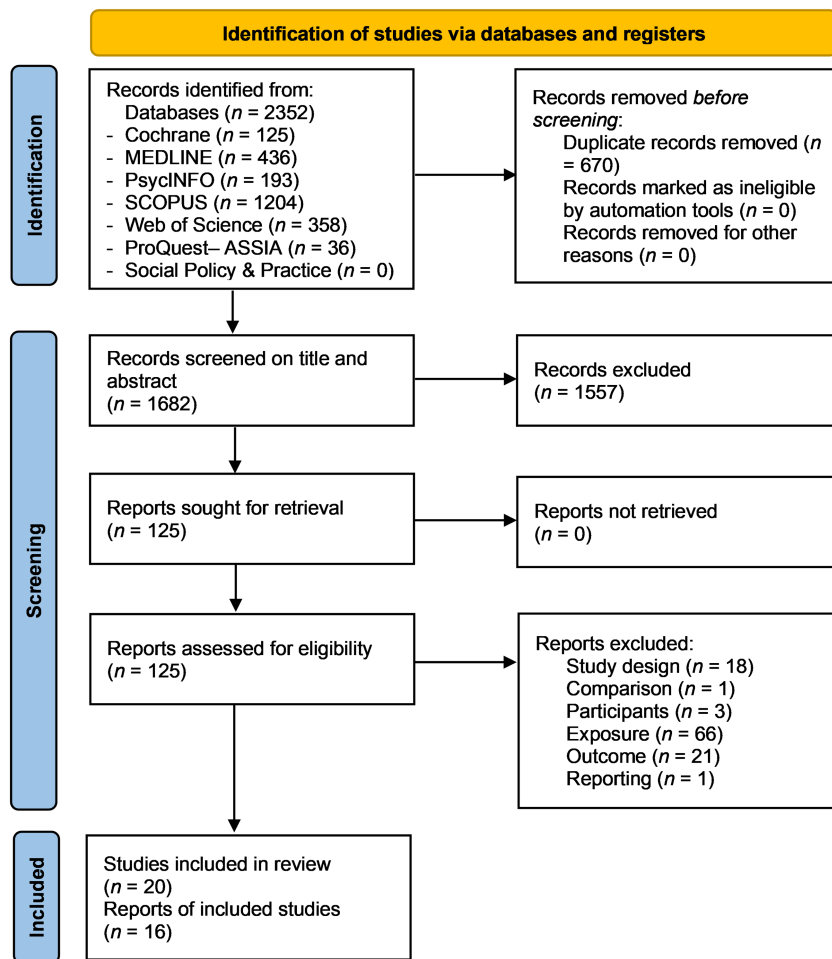 Identification of studies via databases and registers
Identification
Records identified from:
Databases (n = 2352)
- Cochrane (n = 125)
- MEDLINE (n = 436)
- PsycINFO (n = 193)
- SCOPUS (n = 1204)
- Web of Science (n = 358)
- ProQuest– ASSIA (n = 36)
- Social Policy & Practice (n = 0)
Records removed before
screening:
Duplicate records removed (n
= 670)
Records marked as ineligible
by automation tools (n = 0)
Records removed for other
reasons (n = 0)
Screening
Records screened on title and
abstract
(n = 1682)
Records excluded
(n = 1557)
Reports sought for retrieval
(n = 125)
Reports not retrieved
(n = 0)
Reports assessed for eligibility
(n = 125)
Reports excluded:
Study design (n = 18)
Comparison (n = 1)
Participants (n = 3)
Exposure (n = 66)
Outcome (n = 21)
Reporting (n = 1)
Included
Studies included in review
(n = 20)
Reports of included studies
(n = 16)